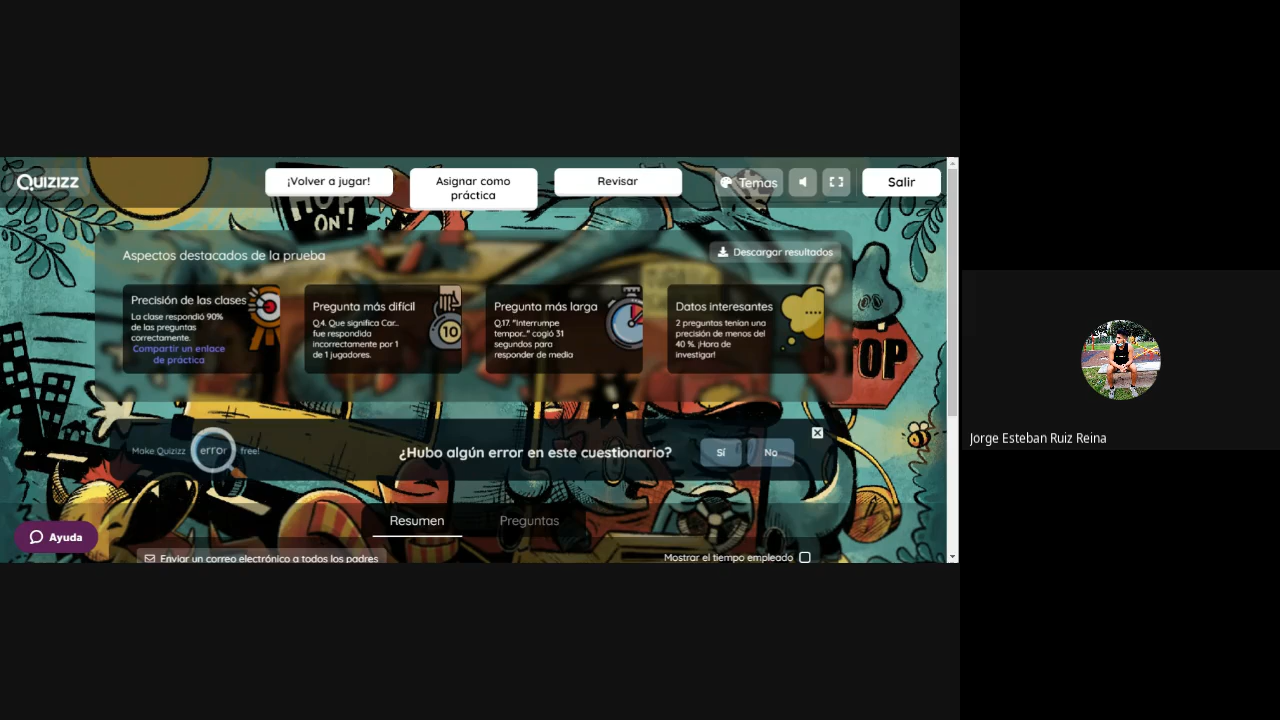 QUIZIZZ
¡Volver a jugar!
Asignar como
práctica
Revisar
Temas
Salir
HOP
ON!
Aspectos destacados de la prueba
Descargar resultados
Precisión de las clases
La clase respondió 90%
de las preguntas
correctamente.
Compartir un enlace
de práctica
Pregunta más difícil
Q.4. Que significa Car...
fue respondida
incorrectamente por 1
de 1 jugadores.
10
Pregunta más larga
Q.17. "Interrumpe
tempor..." cogió 31
segundos para
responder de media
Datos interesantes
2 preguntas tenían una
precisión de menos del
40 %. ¡Hora de
investigar!
TOP
Make Quizizz error free!
¿Hubo algún error en este cuestionario?
Sí
No
Resumen
Preguntas
Ayuda
Enviar un correo electrónico a todos los padres
Mostrar el tiempo empleado
Jorge Esteban Ruiz Reina